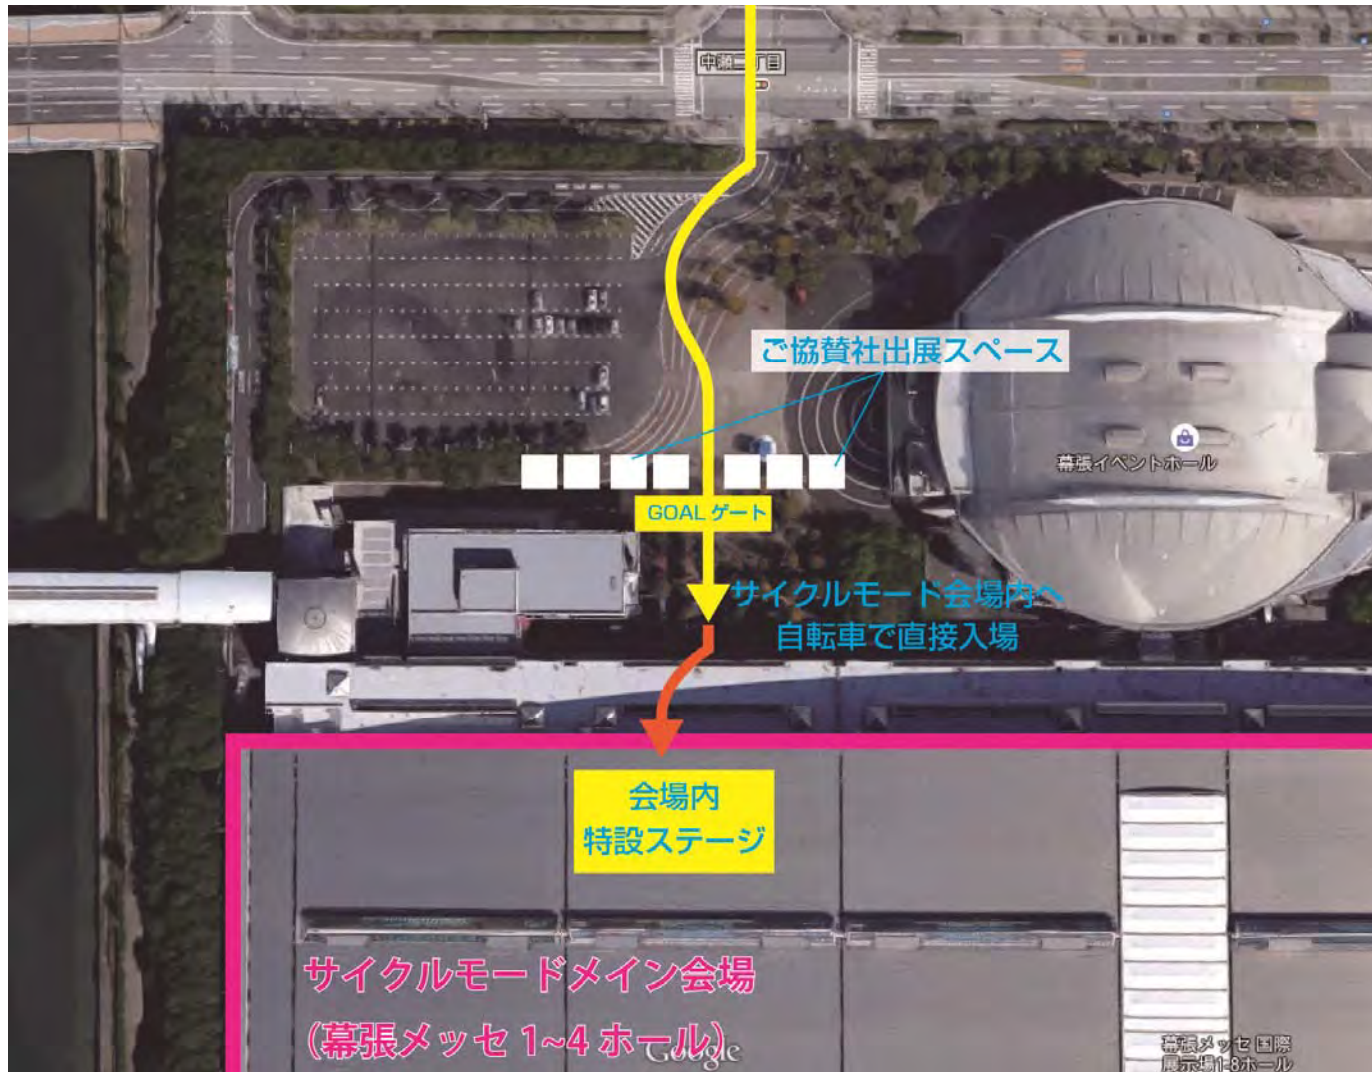 中瀬二丁目
ご協賛社出展スペース
幕張イベントホール
GOAL ゲート
サイクルモード会場内へ
自転車で直接入場
会場内
特設ステージ
サイクルモードメイン会場
(幕張メッセ 1~4 ホール)
Google
幕張メッセ 国際
展示場1-8ホール